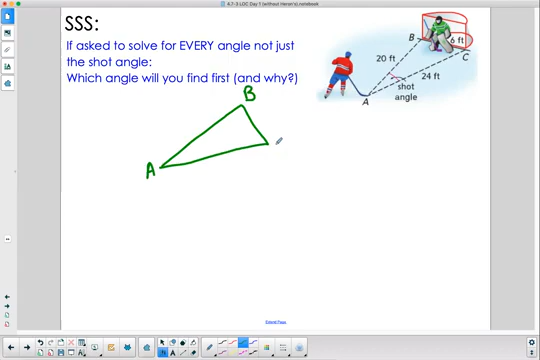 4.7-3 LOC Day 1 (without Heron's).notebook
SSS:
If asked to solve for EVERY angle not just
the shot angle:
Which angle will you find first (and why?)
B
6 ft
C
20 ft
24 ft
shot
angle
A
B
A
Extend Page